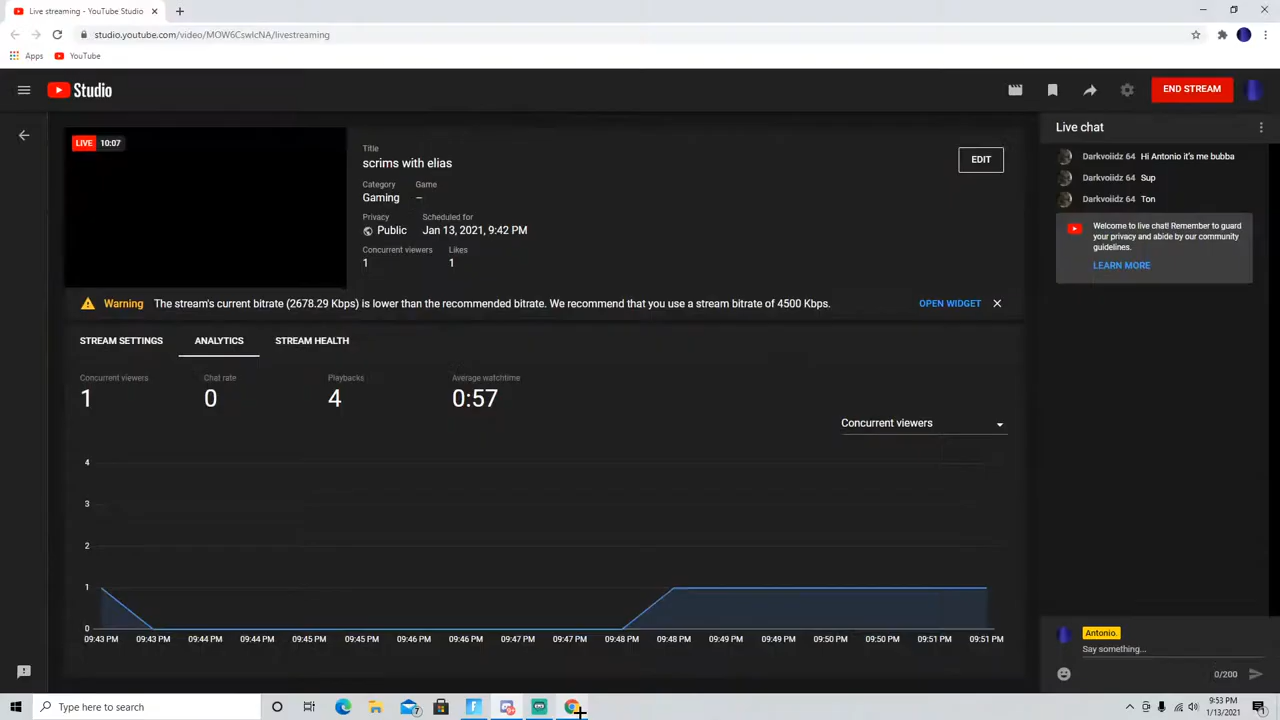 Live streaming - YouTube Studio
studio.youtube.com/video/MOW6CswlcNA/livestreaming
Apps
YouTube
Studio
END STREAM
LIVE 10:07
Title
scrims with elias
EDIT
Category Game
Gaming –
Privacy Scheduled for
Public Jan 13, 2021, 9:42 PM
Concurrent viewers Likes
1 1
Warning The stream's current bitrate (2678.29 Kbps) is lower than the recommended bitrate. We recommend that you use a stream bitrate of 4500 Kbps. OPEN WIDGET
STREAM SETTINGS ANALYTICS STREAM HEALTH
Concurrent viewers Chat rate Playbacks Average watchtime
1 0 4 0:57
Concurrent viewers
4
3
2
1
0
09:43 PM 09:43 PM 09:44 PM 09:44 PM 09:45 PM 09:45 PM 09:46 PM 09:46 PM 09:47 PM 09:47 PM 09:48 PM 09:48 PM 09:49 PM 09:49 PM 09:50 PM 09:50 PM 09:51 PM 09:51 PM
Live chat
Darkvoiidz 64 Hi Antonio it's me bubba
Darkvoiidz 64 Sup
Darkvoiidz 64 Ton
Welcome to live chat! Remember to guard
your privacy and abide by our community
guidelines.
LEARN MORE
Antonio.
Say something...
0/200
Type here to search
7
9:53 PM
1/13/2021
1